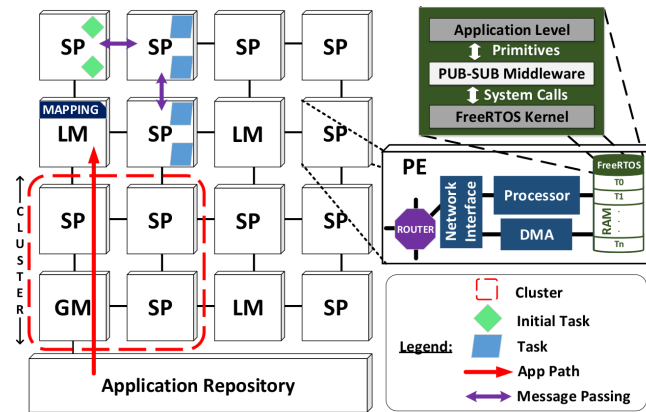 SP SP SP SP
MAPPING
LM SP LM SP
SP SP SP SP
GM SP LM SP
CLUSTER
Application Repository
Application Level
Primitives
PUB-SUB Middleware
System Calls
FreeRTOS Kernel
PE
ROUTER
Network Interface
Processor
DMA
FreeRTOS
T0
T1
RAM
.
.
.
Tn
Cluster
Initial Task
Legend:
Task
App Path
Message Passing